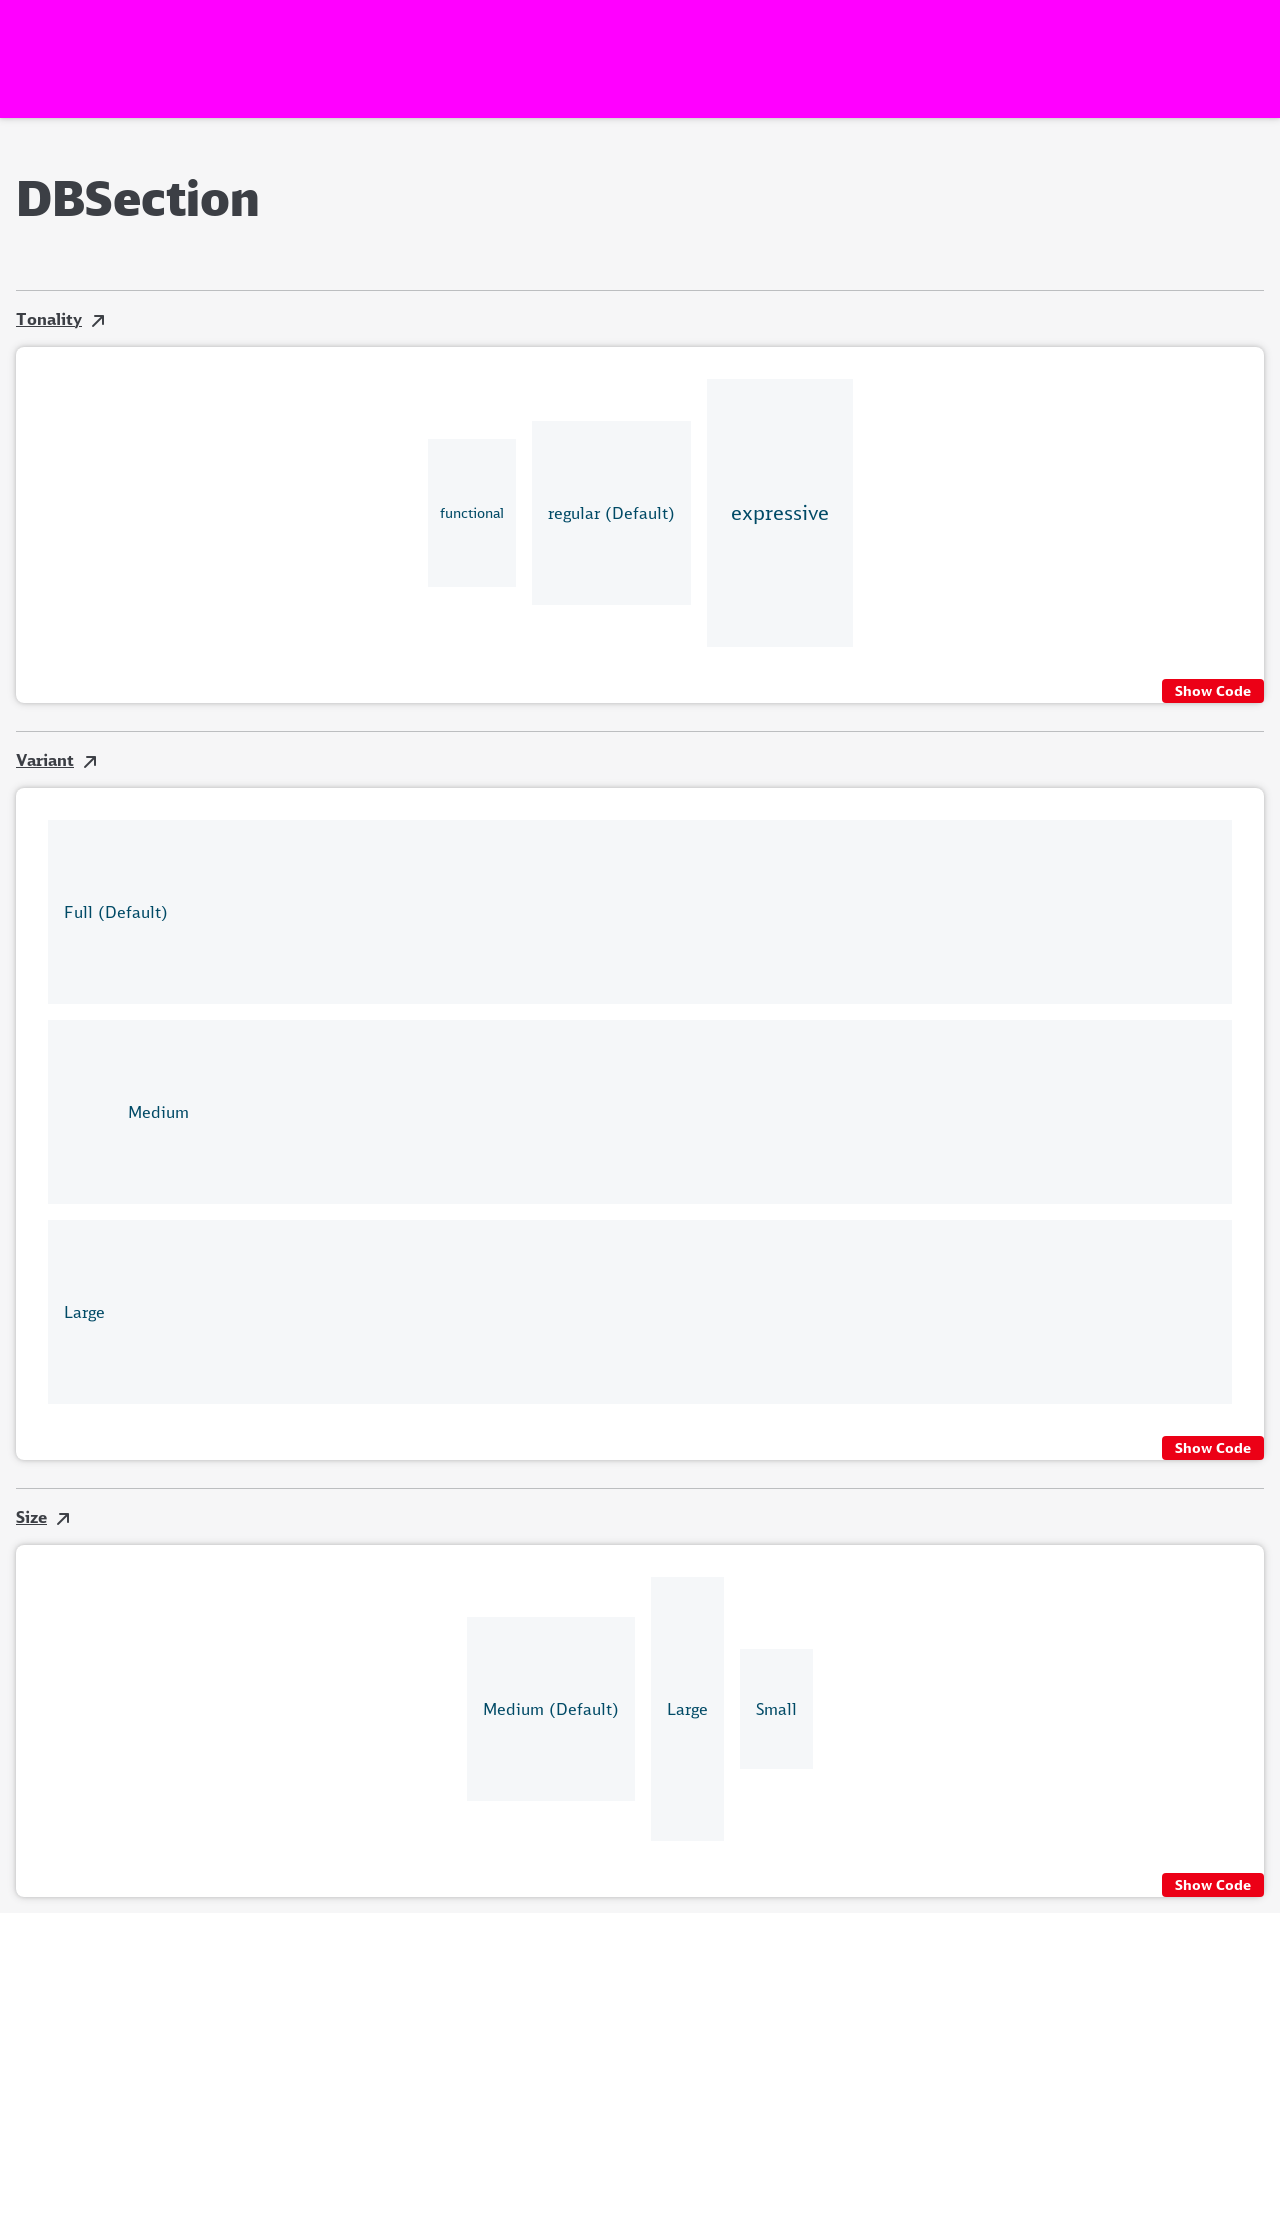 DBSection
Tonality
functional
regular (Default)
expressive
Show Code
Variant
Full (Default)
Medium
Large
Show Code
Size
Medium (Default)
Large
Small
Show Code